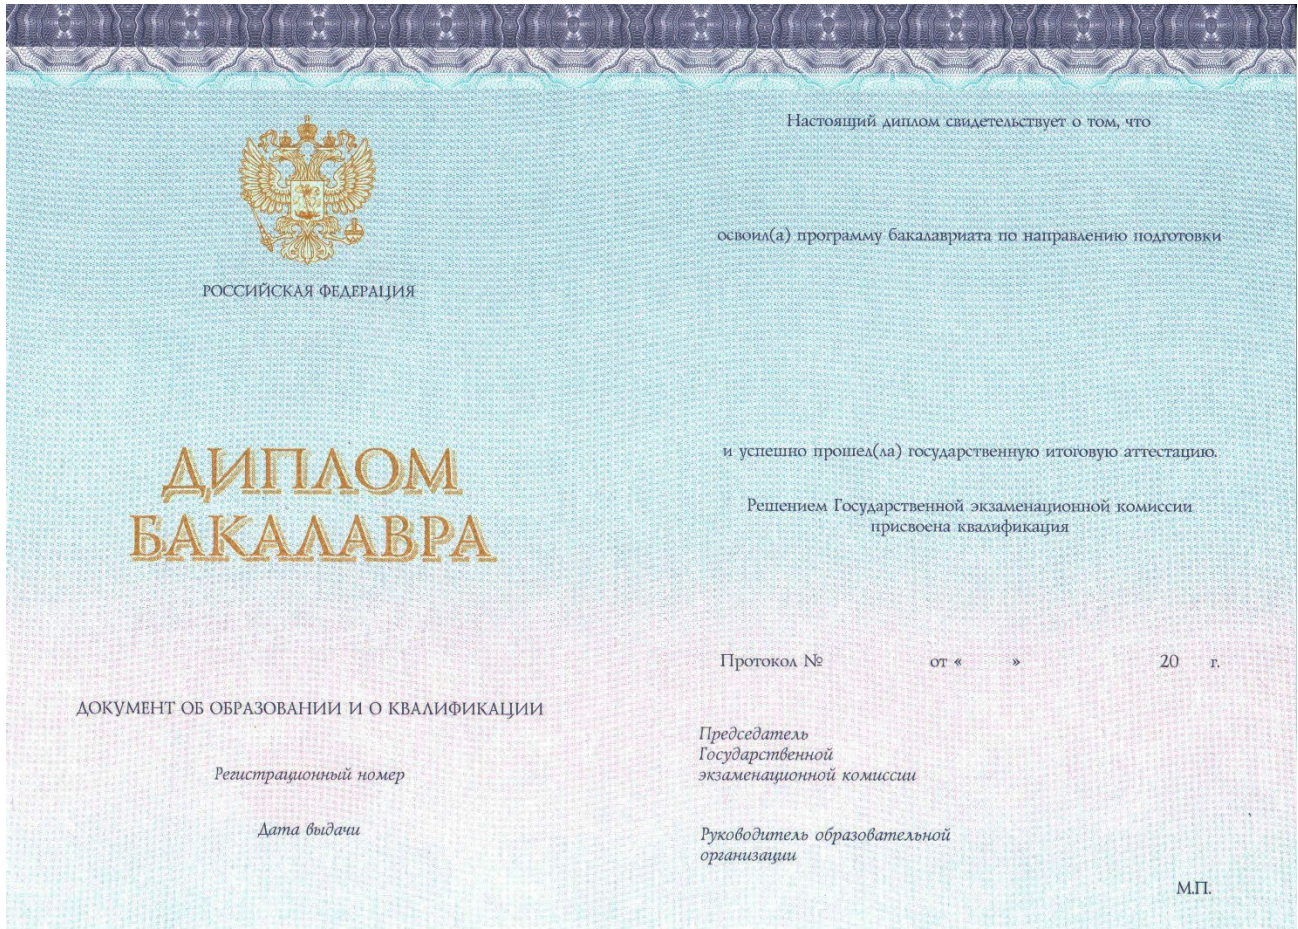 РОССИЙСКАЯ ФЕДЕРАЦИЯ
ДИПЛОМ
БАКАЛАВРА
ДОКУМЕНТ ОБ ОБРАЗОВАНИИ И О КВАЛИФИКАЦИИ
Регистрационный номер
Дата выдачи
Настоящий диплом свидетельствует о том, что
освоил(а) программу бакалавриата по направлению подготовки
и успешно прошел(ла) государственную итоговую аттестацию.
Решением Государственной экзаменационной комиссии
присвоена квалификация
Протокол № от « » 20 г.
Председатель
Государственной
экзаменационной комиссии
Руководитель образовательной
организации
М.П.